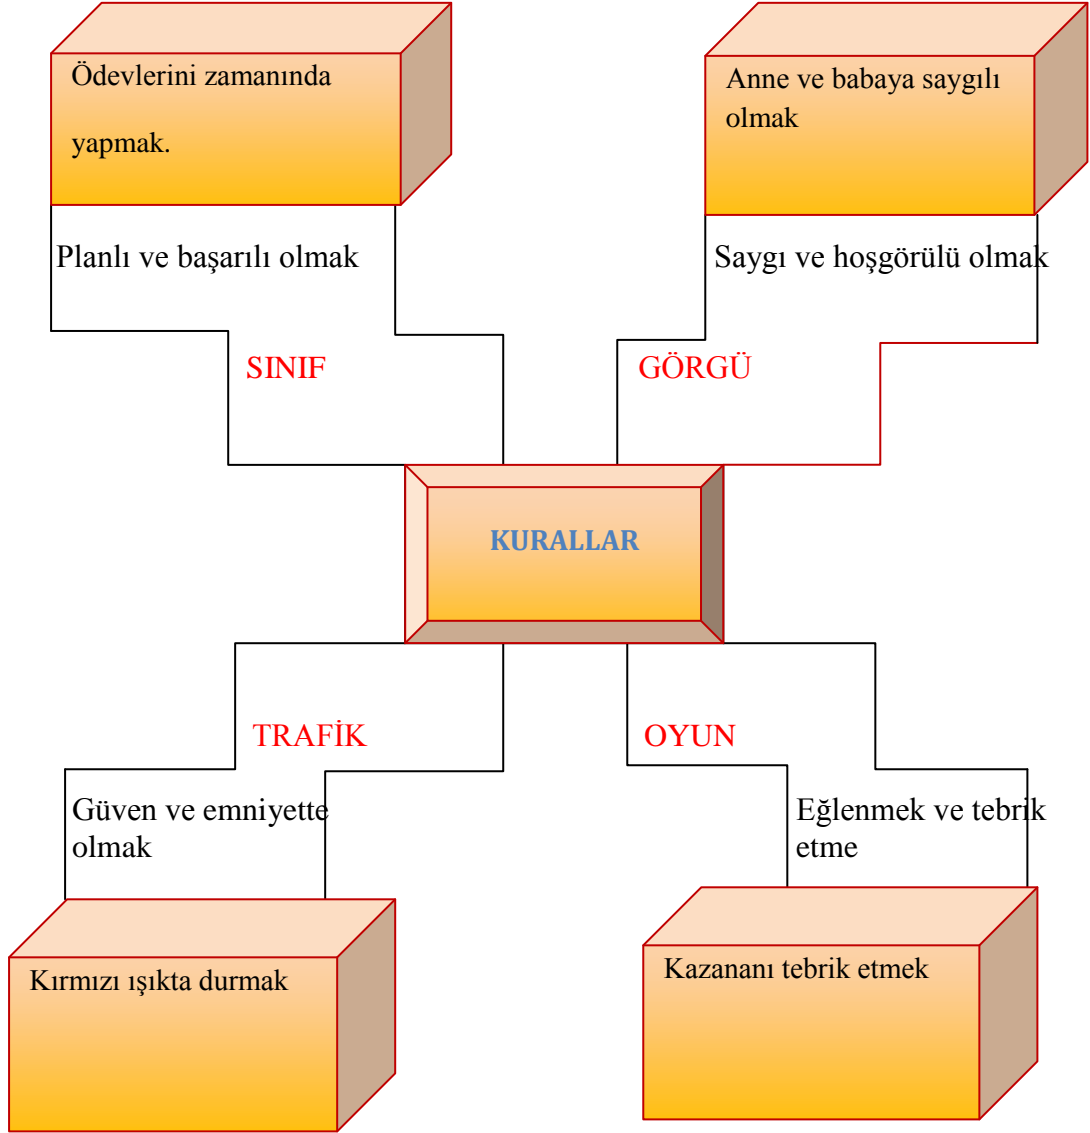 Ödevlerini zamanında
yapmak.
Anne ve babaya saygılı
olmak
Planlı ve başarılı olmak
Saygı ve hoşgörülü olmak
SINIF
GÖRGÜ
KURALLAR
TRAFİK
OYUN
Güven ve emniyette
olmak
Eğlenmek ve tebrik
etme
Kırmızı ışıkta durmak
Kazananı tebrik etmek